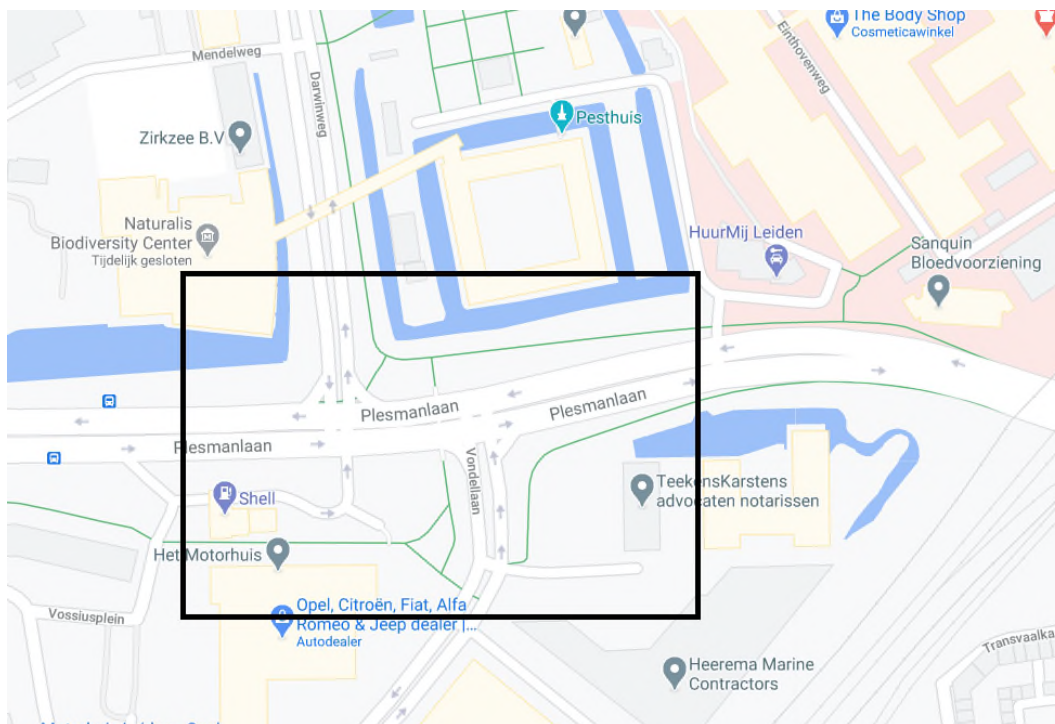 The Body Shop
Cosmeticawinkel
Mendelweg
Einthovenweg
Darwinweg
Pesthuis
Zirkzee B.V
Naturalis
Biodiversity Center
Tijdelijk gesloten
HuurMij Leiden
Sanquin
Bloedvoorziening
Plesmanlaan
Plesmanlaan
Plesmanlaan
Vondellaan
Shell
TeekensKarstens
advocaten notarissen
Het Motorhuis
Opel, Citroën, Fiat, Alfa
Romeo & Jeep dealer |...
Autodealer
Vossiusplein
Transvaalka
Heerema Marine
Contractors